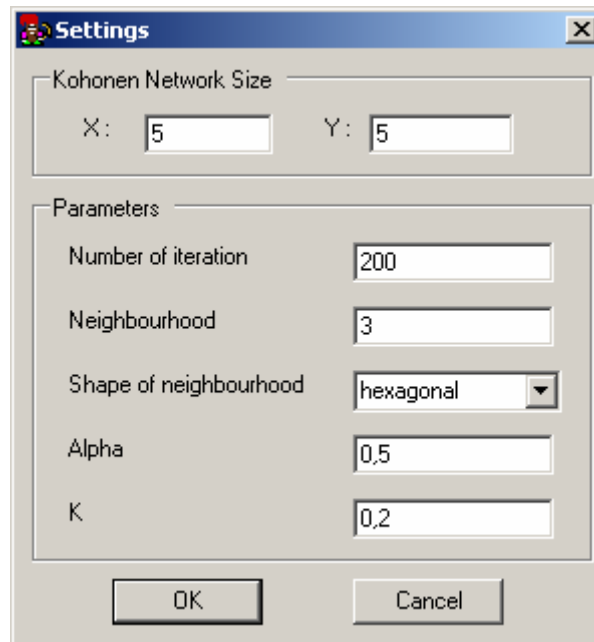 Settings
Kohonen Network Size
X: 5 Y: 5
Parameters
Number of iteration 200
Neighbourhood 3
Shape of neighbourhood hexagonal
Alpha 0,5
K 0,2
OK Cancel